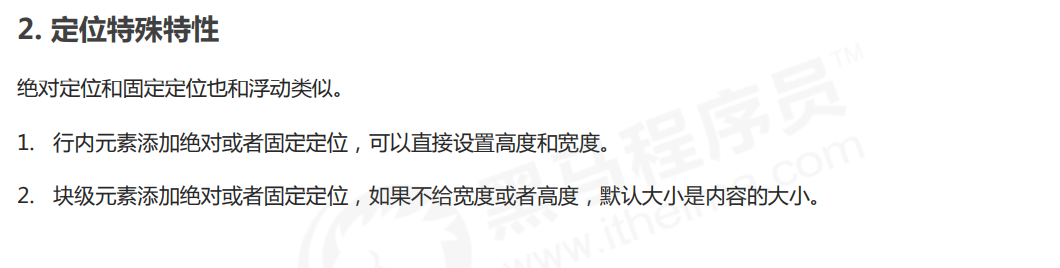 2. 定位特殊特性
绝对定位和固定定位也和浮动类似。
1. 行内元素添加绝对或者固定定位，可以直接设置高度和宽度。
2. 块级元素添加绝对或者固定定位，如果不给宽度或者高度，默认大小是内容的大小。
黑马程序员™
www.itheima.com